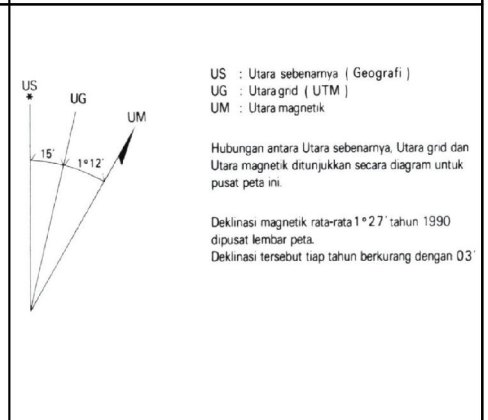 US : Utara sebenarnya ( Geografi )
UG : Utara grid ( UTM )
UM : Utara magnetik
US
*
UG
UM
15'
1°12'
Hubungan antara Utara sebenarnya, Utara grid dan
Utara magnetik ditunjukkan secara diagram untuk
pusat peta ini.
Deklinasi magnetik rata-rata 1°27' tahun 1990
dipusat lembar peta.
Deklinasi tersebut tiap tahun berkurang dengan 03'